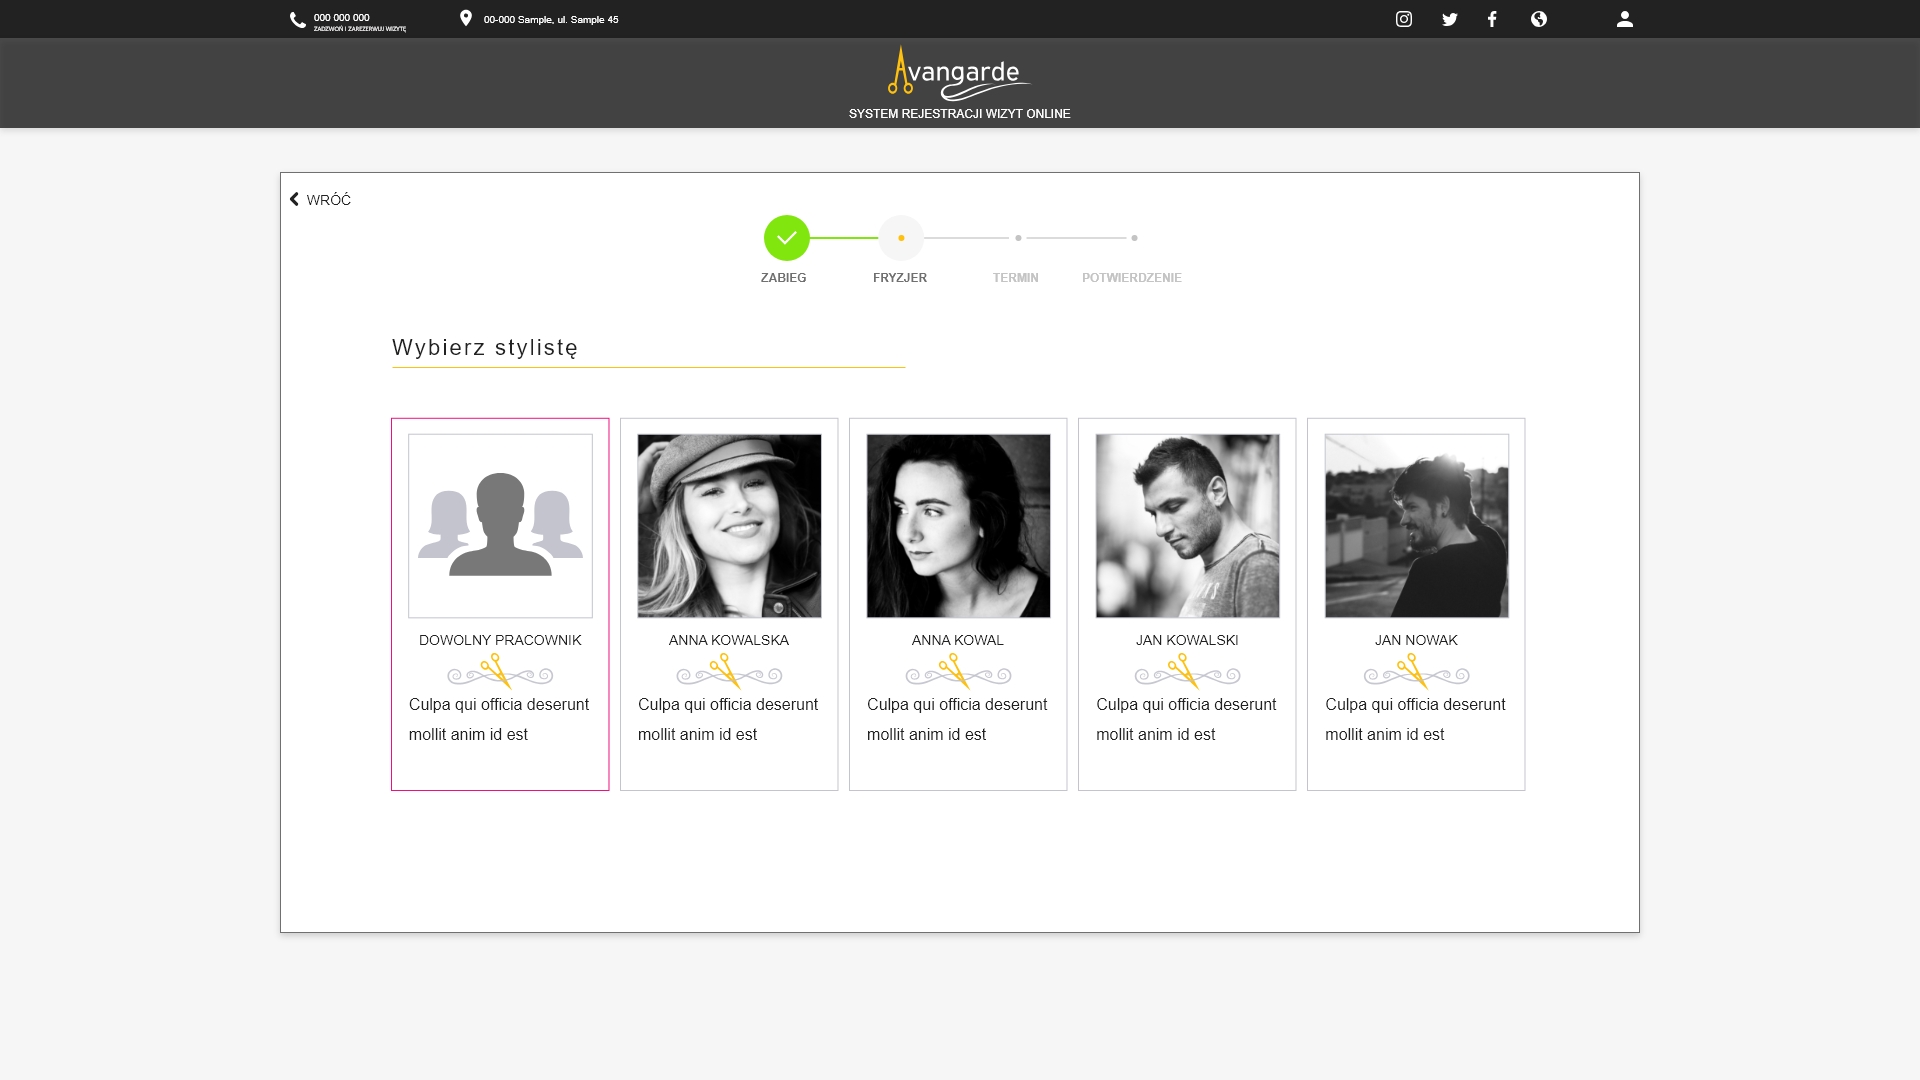 000 000 000
ZADZWOŃ I ZAREZERWUJ WIZYTĘ
00-000 Sample, ul. Sample 45
Avangarde
SYSTEM REJESTRACJI WIZYT ONLINE
WRÓĆ
ZABIEG
FRYZJER
TERMIN
POTWIERDZENIE
Wybierz stylistę
DOWOLNY PRACOWNIK
Culpa qui officia deserunt
mollit anim id est
ANNA KOWALSKA
Culpa qui officia deserunt
mollit anim id est
ANNA KOWAL
Culpa qui officia deserunt
mollit anim id est
JAN KOWALSKI
Culpa qui officia deserunt
mollit anim id est
JAN NOWAK
Culpa qui officia deserunt
mollit anim id est